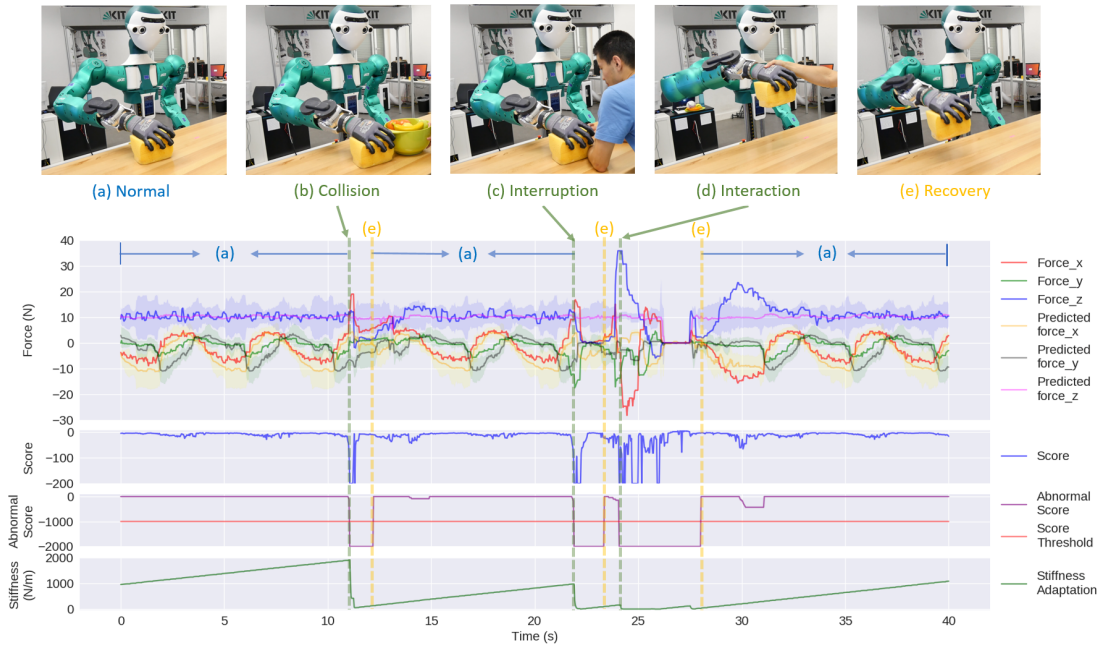 KIT
KIT
KIT
KIT
KIT
KIT
KIT
KIT
KIT
KIT
(a) Normal
(b) Collision
(c) Interruption
(d) Interaction
(e) Recovery
(e)
(e)
(e)
(a)
(a)
(a)
40
30
20
10
0
−10
−20
−30
Force (N)
Force_x
Force_y
Force_z
Predicted
force_x
Predicted
force_y
Predicted
force_z
0
−100
−200
Score
Score
0
−1000
−2000
Abnormal
Score
Abnormal
Score
Score
Threshold
2000
1000
0
Stiffness
(N/m)
Stiffness
Adaptation
0
5
10
15
20
25
30
35
40
Time (s)